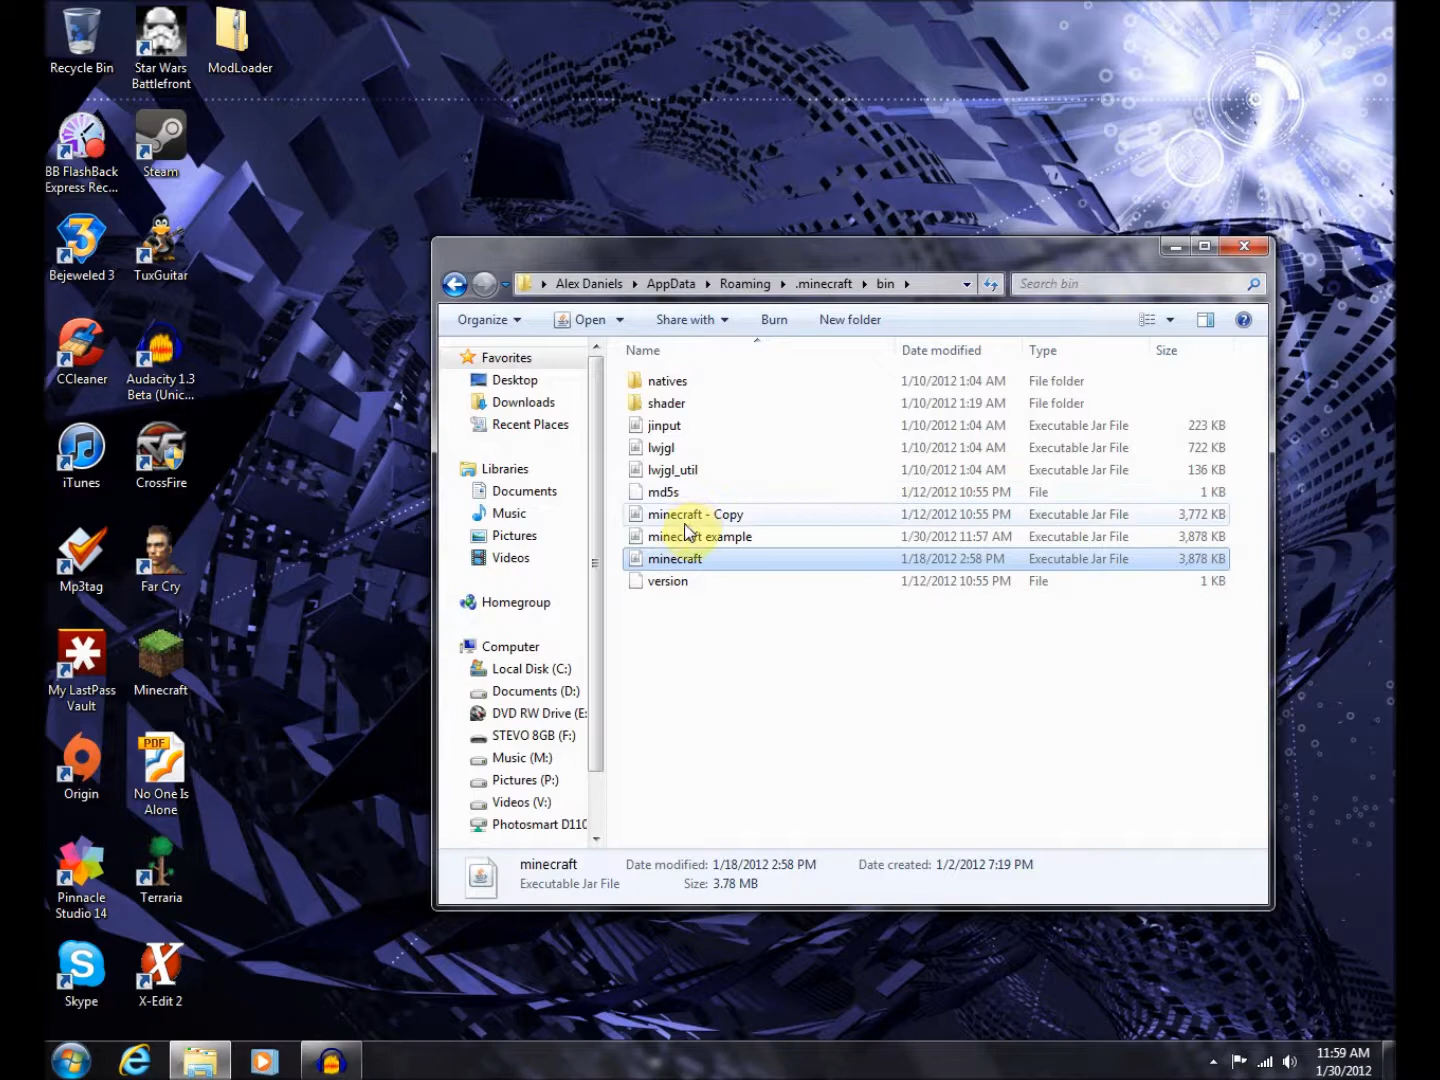 Recycle Bin
Star Wars
Battlefront
ModLoader
BB FlashBack
Express Rec...
Steam
Bejeweled 3
TuxGuitar
CCleaner
Audacity 1.3
Beta (Unic...
iTunes
CrossFire
Mp3tag
Far Cry
My LastPass
Vault
Minecraft
Origin
PDF
No One Is
Alone
Pinnacle
Studio 14
Terraria
Skype
X-Edit 2
Alex Daniels
AppData
Roaming
.minecraft
bin
Search bin
Organize
Open
Share with
Burn
New folder
Favorites
Desktop
Downloads
Recent Places
Libraries
Documents
Music
Pictures
Videos
Homegroup
Computer
Local Disk (C:)
Documents (D:)
DVD RW Drive (E:
STEVO 8GB (F:)
Music (M:)
Pictures (P:)
Videos (V:)
Photosmart D110
Name Date modified Type Size
natives 1/10/2012 1:04 AM File folder
shader 1/10/2012 1:19 AM File folder
jinput 1/10/2012 1:04 AM Executable Jar File 223 KB
lwjgl 1/10/2012 1:04 AM Executable Jar File 722 KB
lwjgl_util 1/10/2012 1:04 AM Executable Jar File 136 KB
md5s 1/12/2012 10:55 PM File 1 KB
minecraft - Copy 1/12/2012 10:55 PM Executable Jar File 3,772 KB
minecraft example 1/30/2012 11:57 AM Executable Jar File 3,878 KB
minecraft 1/18/2012 2:58 PM Executable Jar File 3,878 KB
version 1/12/2012 10:55 PM File 1 KB
minecraft Date modified: 1/18/2012 2:58 PM Date created: 1/2/2012 7:19 PM
Executable Jar File Size: 3.78 MB
11:59 AM
1/30/2012